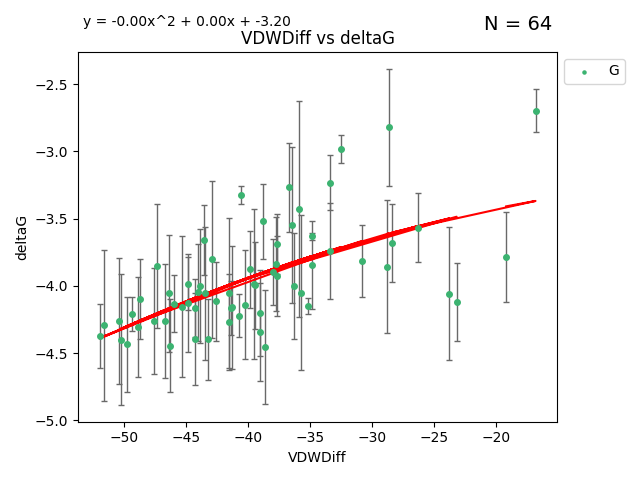 y = -0.00x^2 + 0.00x + -3.20
N = 64
VDWDiff vs deltaG
G
−2.5
−3.0
−3.5
−4.0
−4.5
−5.0
deltaG
−50 −45 −40 −35 −30 −25 −20
VDWDiff